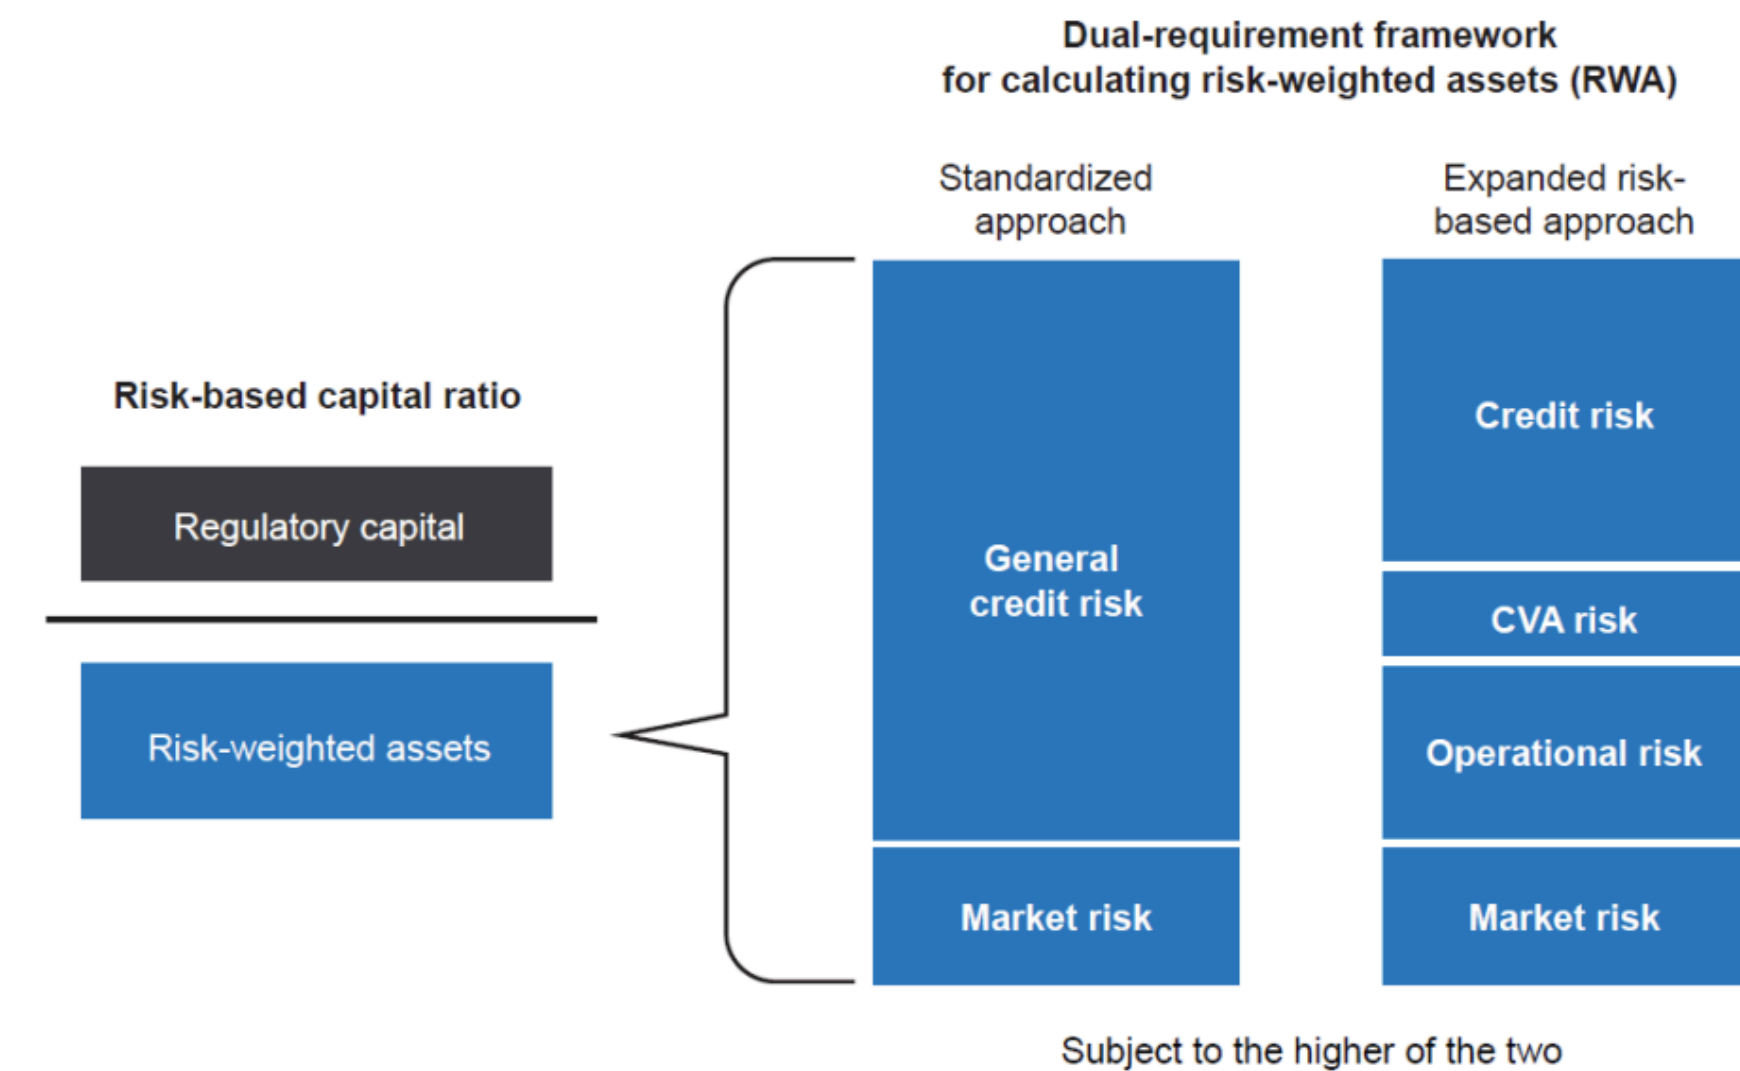 Dual-requirement framework
for calculating risk-weighted assets (RWA)
Standardized
approach
Expanded risk-
based approach
Risk-based capital ratio
Regulatory capital
Risk-weighted assets
General
credit risk
Market risk
Credit risk
CVA risk
Operational risk
Market risk
Subject to the higher of the two